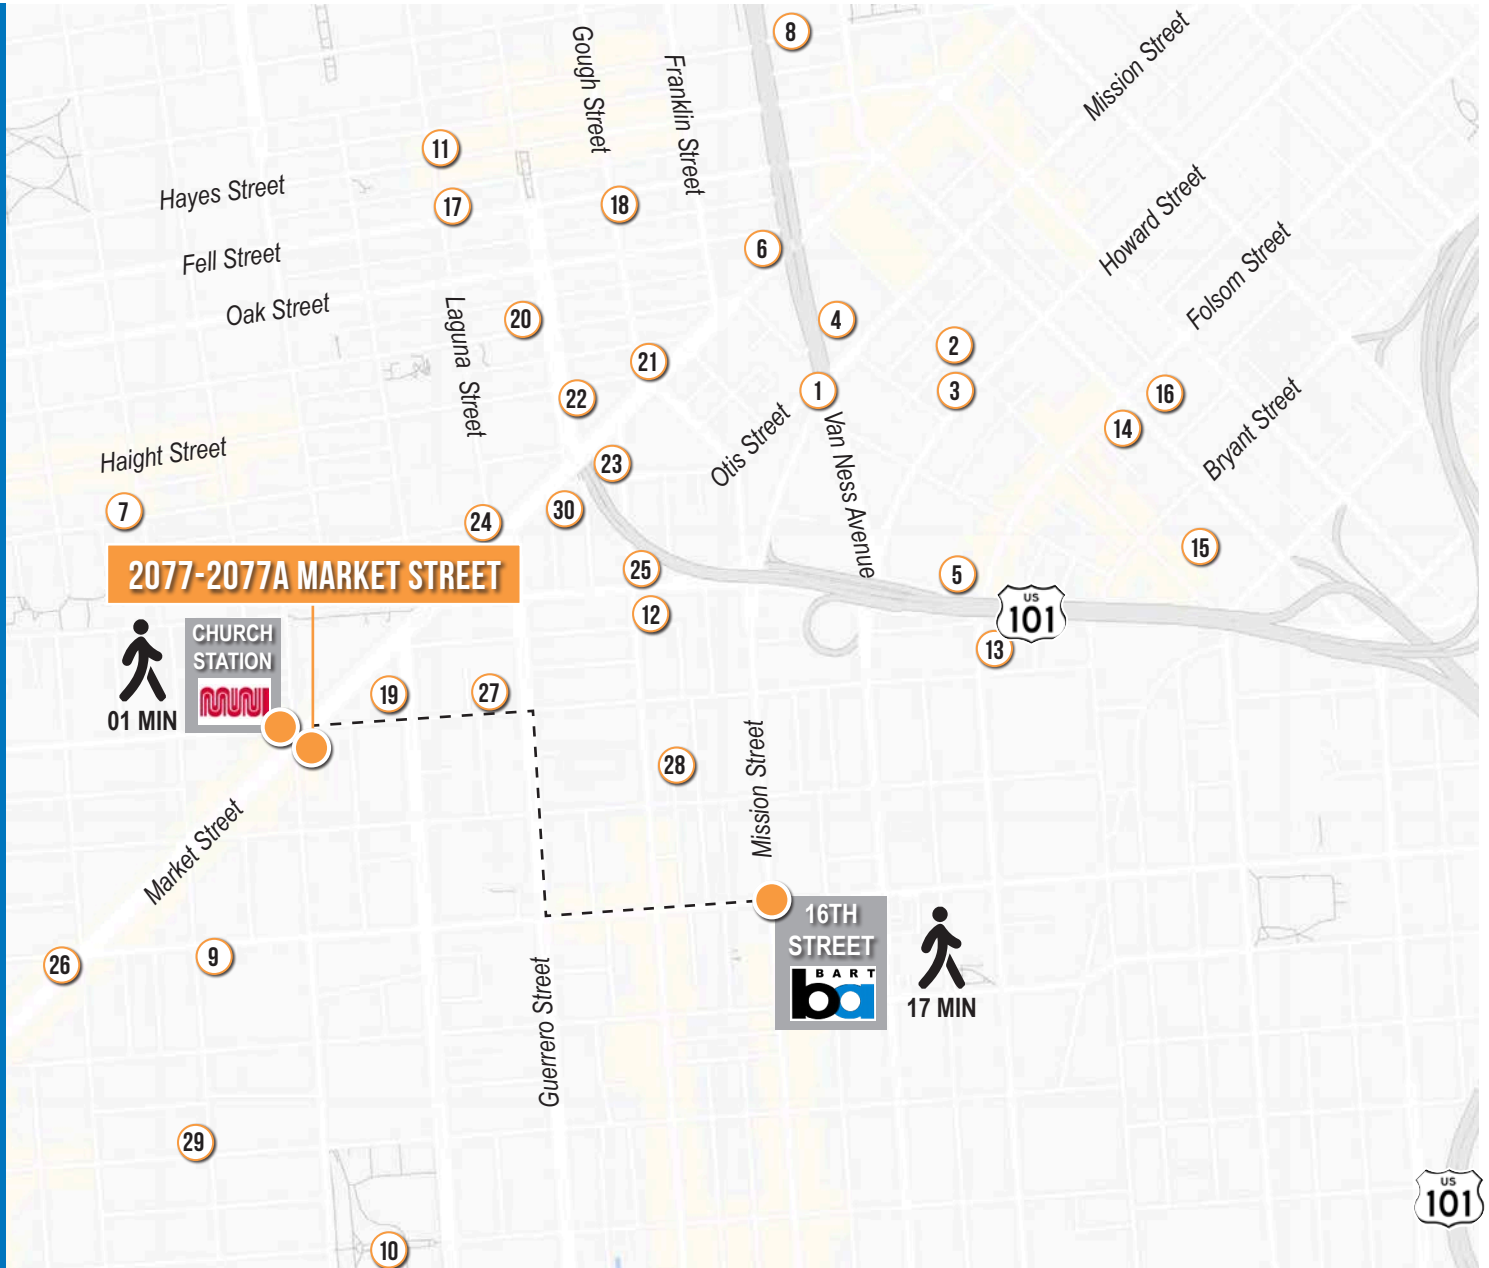 8
Gough Street
Franklin Street
Mission Street
11
Hayes Street
17
18
Howard Street
6
Fell Street
Folsom Street
Oak Street
Laguna Street
20
4
2
21
1
3
16
22
14
Otis Street
Van Ness Avenue
Bryant Street
Haight Street
23
7
30
24
15
2077-2077A MARKET STREET
25
5
US
101
12
CHURCH
STATION
muni
13
01 MIN
19
27
28
Mission Street
Market Street
16TH
STREET
BART
ba
17 MIN
26
9
Guerrero Street
29
US
101
10